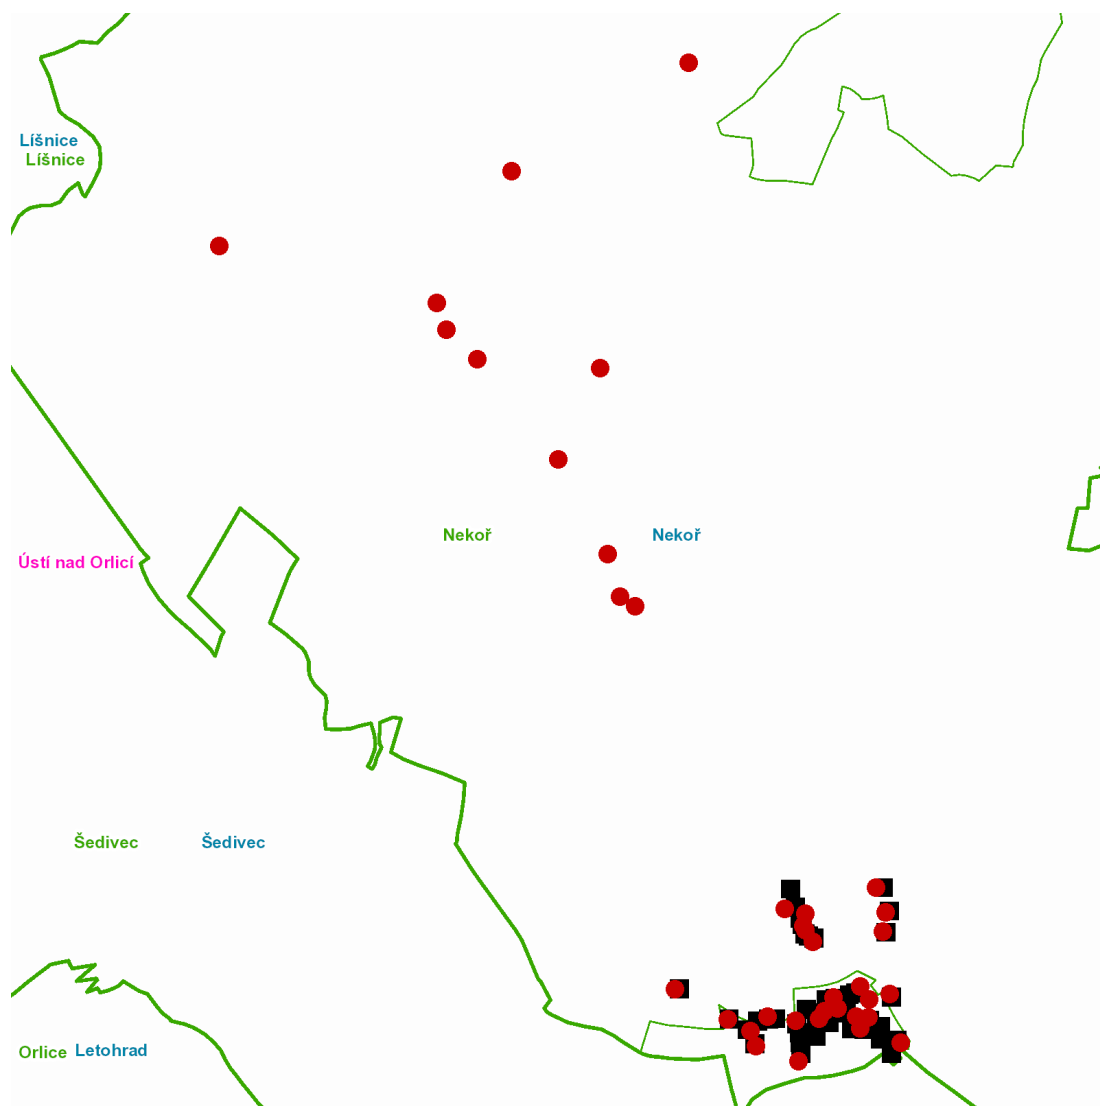 Líšnice
Líšnice
Nekoř
Nekoř
Ústí nad Orlicí
Šedivec
Šedivec
Orlice
Letohrad